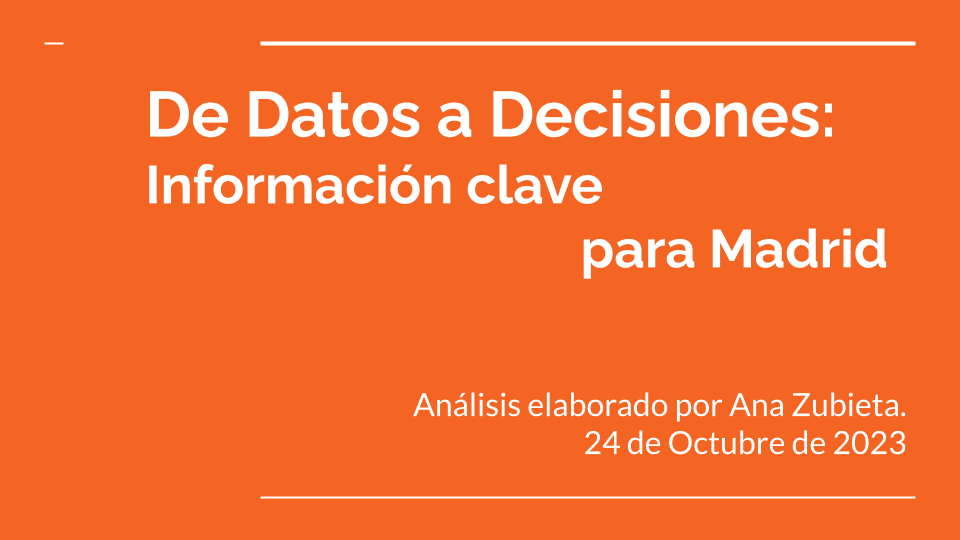 De Datos a Decisiones:
Información clave
para Madrid
Análisis elaborado por Ana Zubieta.
24 de Octubre de 2023